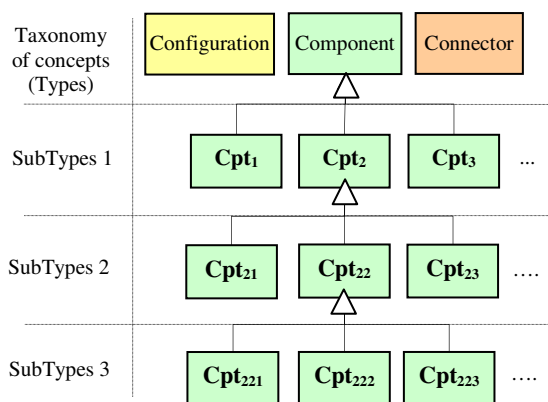 Taxonomy
of concepts
(Types)
Configuration
Component
Connector
SubTypes 1
Cpt₁
Cpt₂
Cpt₃
...
SubTypes 2
Cpt₂₁
Cpt₂₂
Cpt₂₃
....
SubTypes 3
Cpt₂₂₁
Cpt₂₂₂
Cpt₂₂₃
....